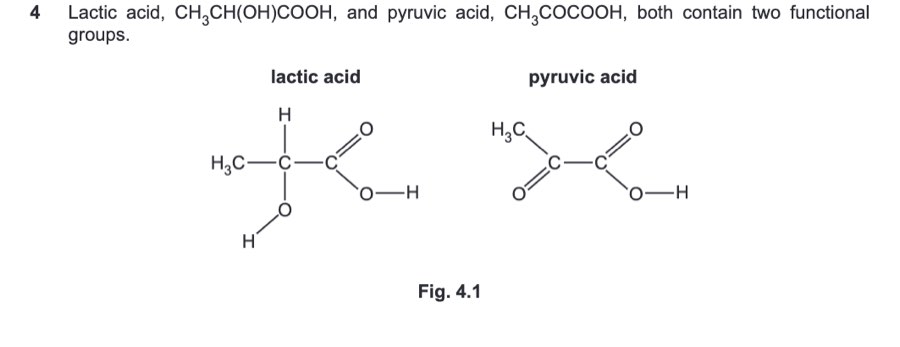 4 Lactic acid, CH₃CH(OH)COOH, and pyruvic acid, CH₃COCOOH, both contain two functional
groups.
lactic acid pyruvic acid
H
O H₃C O
H₃C C C C C
O H O O H
O
H
Fig. 4.1